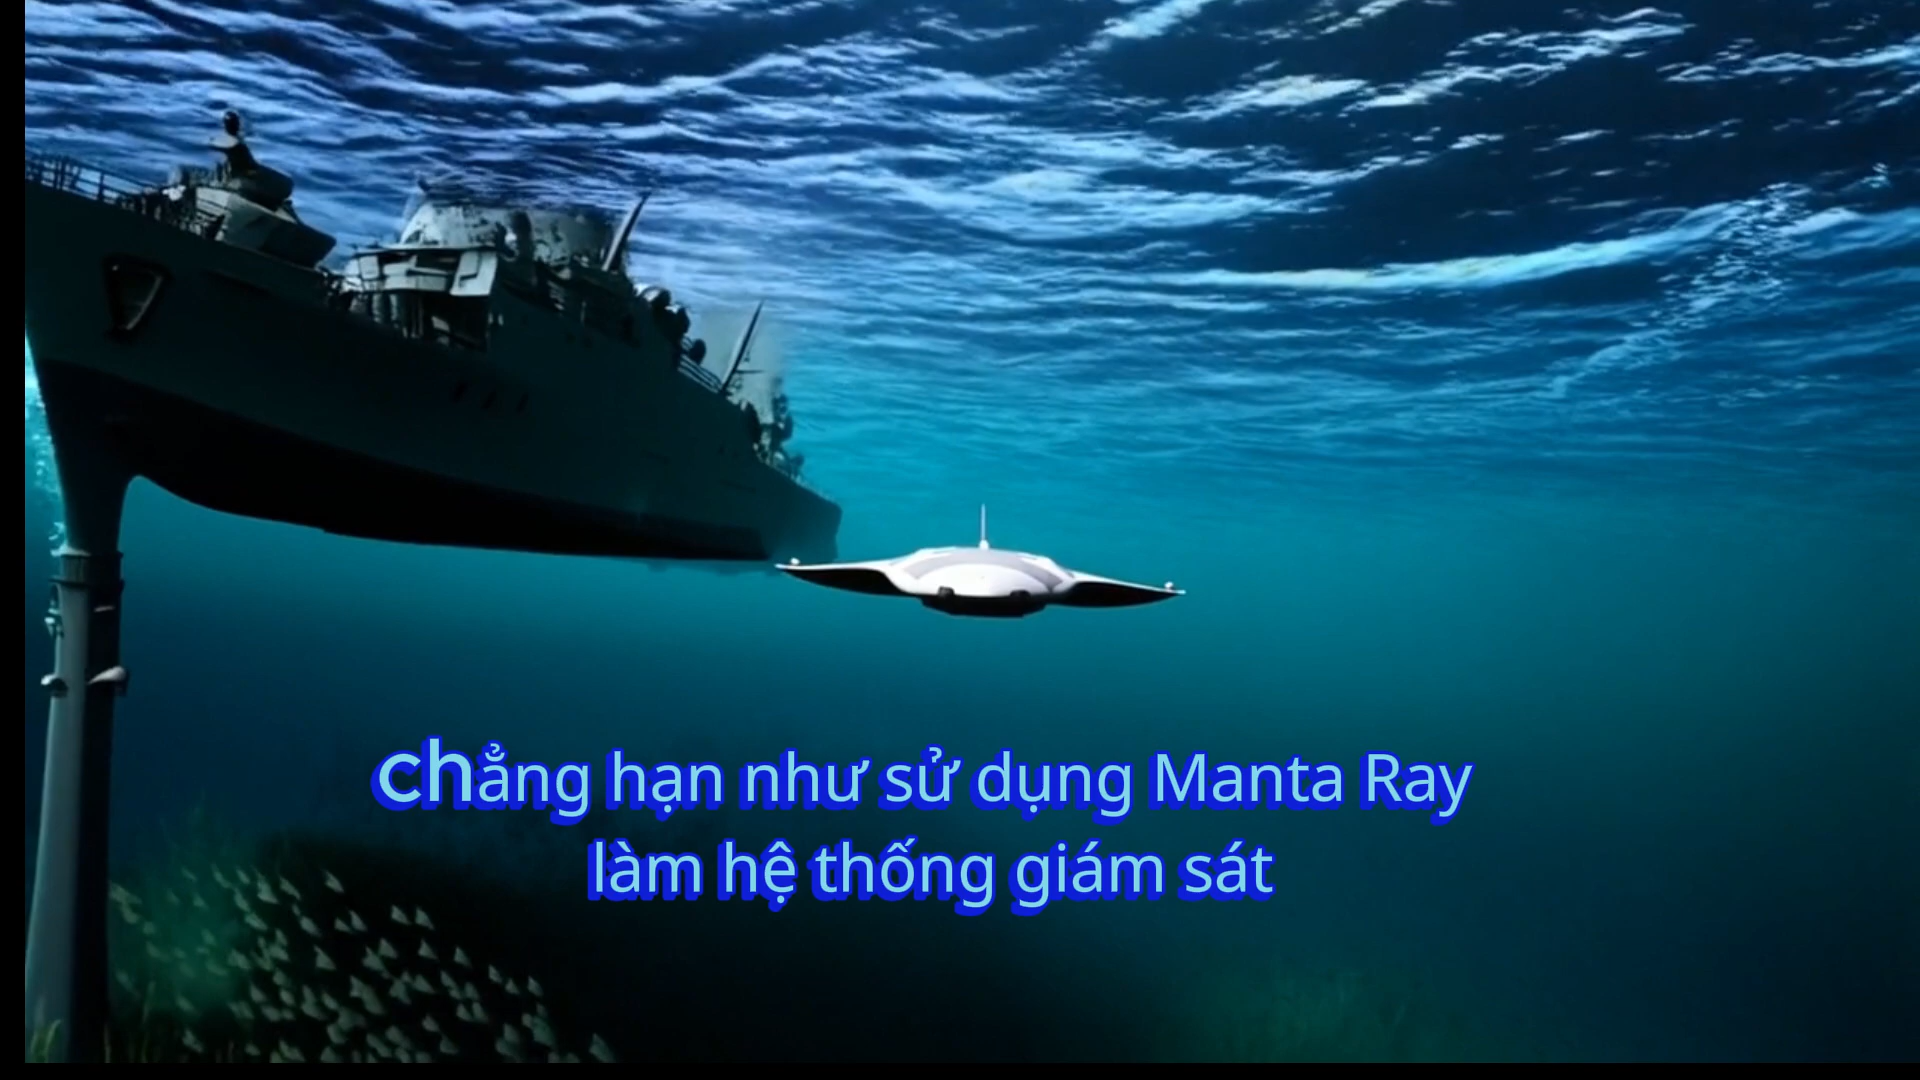 chẳng hạn như sử dụng Manta Ray
làm hệ thống giám sát